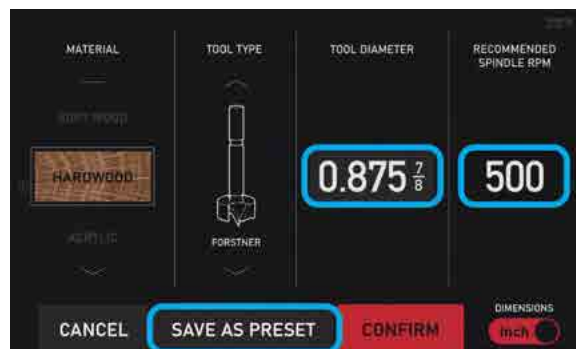 MATERIAL
TOOL TYPE
TOOL DIAMETER
RECOMMENDED
SPINDLE RPM
SOFT WOOD
HARDWOOD
ACRYLIC
FORSTNER
0.875 7/8
500
CANCEL
SAVE AS PRESET
CONFIRM
DIMENSIONS
Inch